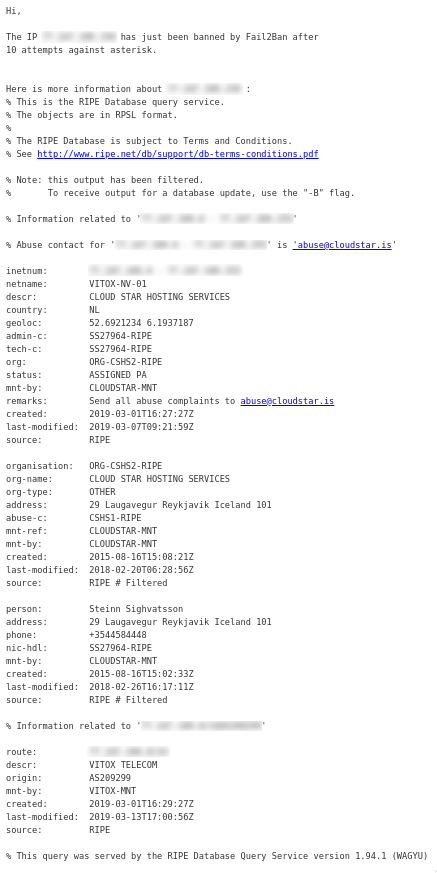 Hi,
The IP has just been banned by Fail2Ban after
10 attempts against asterisk.
Here is more information about :
% This is the RIPE Database query service.
% The objects are in RPSL format.
%
% The RIPE Database is subject to Terms and Conditions.
% See http://www.ripe.net/db/support/db-terms-conditions.pdf
% Note: this output has been filtered.
%       To receive output for a database update, use the "-B" flag.
% Information related to ''
% Abuse contact for '' is 'abuse@cloudstar.is'
inetnum:
netname:        VITOX-NV-01
descr:          CLOUD STAR HOSTING SERVICES
country:        NL
geoloc:         52.6921234 6.1937187
admin-c:        SS27964-RIPE
tech-c:         SS27964-RIPE
org:            ORG-CSHS2-RIPE
status:         ASSIGNED PA
mnt-by:         CLOUDSTAR-MNT
remarks:        Send all abuse complaints to abuse@cloudstar.is
created:        2019-03-01T16:27:27Z
last-modified:  2019-03-07T09:21:59Z
source:         RIPE
organisation:   ORG-CSHS2-RIPE
org-name:       CLOUD STAR HOSTING SERVICES
org-type:       OTHER
address:        29 Laugavegur Reykjavik Iceland 101
abuse-c:        CSHS1-RIPE
mnt-ref:        CLOUDSTAR-MNT
mnt-by:         CLOUDSTAR-MNT
created:        2015-08-16T15:08:21Z
last-modified:  2018-02-20T06:28:56Z
source:         RIPE # Filtered
person:         Steinn Sighvatsson
address:        29 Laugavegur Reykjavik Iceland 101
phone:          +3544584448
nic-hdl:        SS27964-RIPE
mnt-by:         CLOUDSTAR-MNT
created:        2015-08-16T15:02:33Z
last-modified:  2018-02-26T16:17:11Z
source:         RIPE # Filtered
% Information related to ''
route:
descr:          VITOX TELECOM
origin:         AS209299
mnt-by:         VITOX-MNT
created:        2019-03-01T16:29:27Z
last-modified:  2019-03-13T17:00:56Z
source:         RIPE
% This query was served by the RIPE Database Query Service version 1.94.1 (WAGYU)